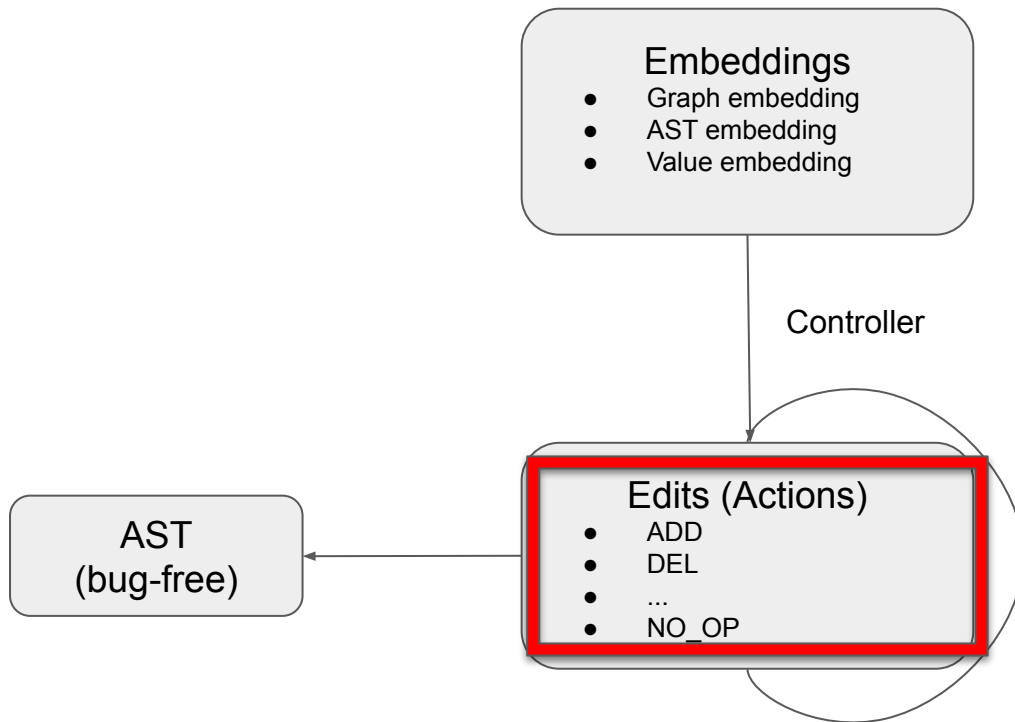 Embeddings
● Graph embedding
● AST embedding
● Value embedding
Controller
Edits (Actions)
● ADD
● DEL
● ...
● NO_OP
AST
(bug-free)